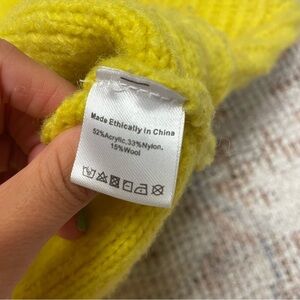 Made Ethically In China
52%Acrylic.33%Nylon.
15%Wool